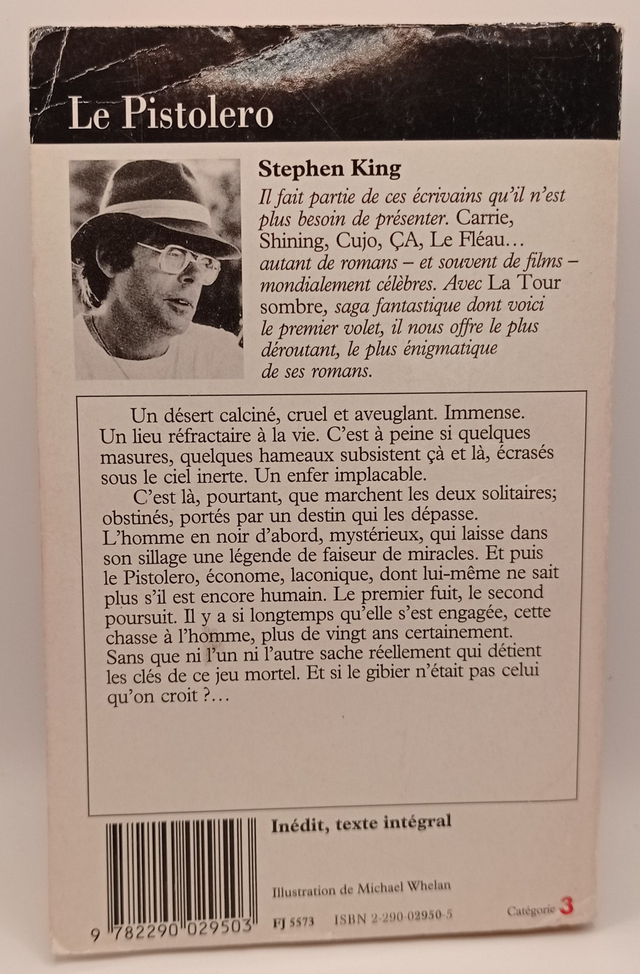 Le Pistolero
Stephen King
Il fait partie de ces écrivains qu'il n'est
plus besoin de présenter. Carrie,
Shining, Cujo, ÇA, Le Fléau...
autant de romans – et souvent de films –
mondialement célèbres. Avec La Tour
sombre, saga fantastique dont voici
le premier volet, il nous offre le plus
déroutant, le plus énigmatique
de ses romans.
Un désert calciné, cruel et aveuglant. Immense.
Un lieu réfractaire à la vie. C'est à peine si quelques
masures, quelques hameaux subsistent çà et là, écrasés
sous le ciel inerte. Un enfer implacable.
C'est là, pourtant, que marchent les deux solitaires;
obstinés, portés par un destin qui les dépasse.
L'homme en noir d'abord, mystérieux, qui laisse dans
son sillage une légende de faiseur de miracles. Et puis
le Pistolero, économe, laconique, dont lui-même ne sait
plus s'il est encore humain. Le premier fuit, le second
poursuit. Il y a si longtemps qu'elle s'est engagée, cette
chasse à l'homme, plus de vingt ans certainement.
Sans que ni l'un ni l'autre sache réellement qui détient
les clés de ce jeu mortel. Et si le gibier n'était pas celui
qu'on croit ?...
Inédit, texte intégral
Illustration de Michael Whelan
FJ 5573 ISBN 2-290-02950-5
Catégorie 3
9 782290 029503